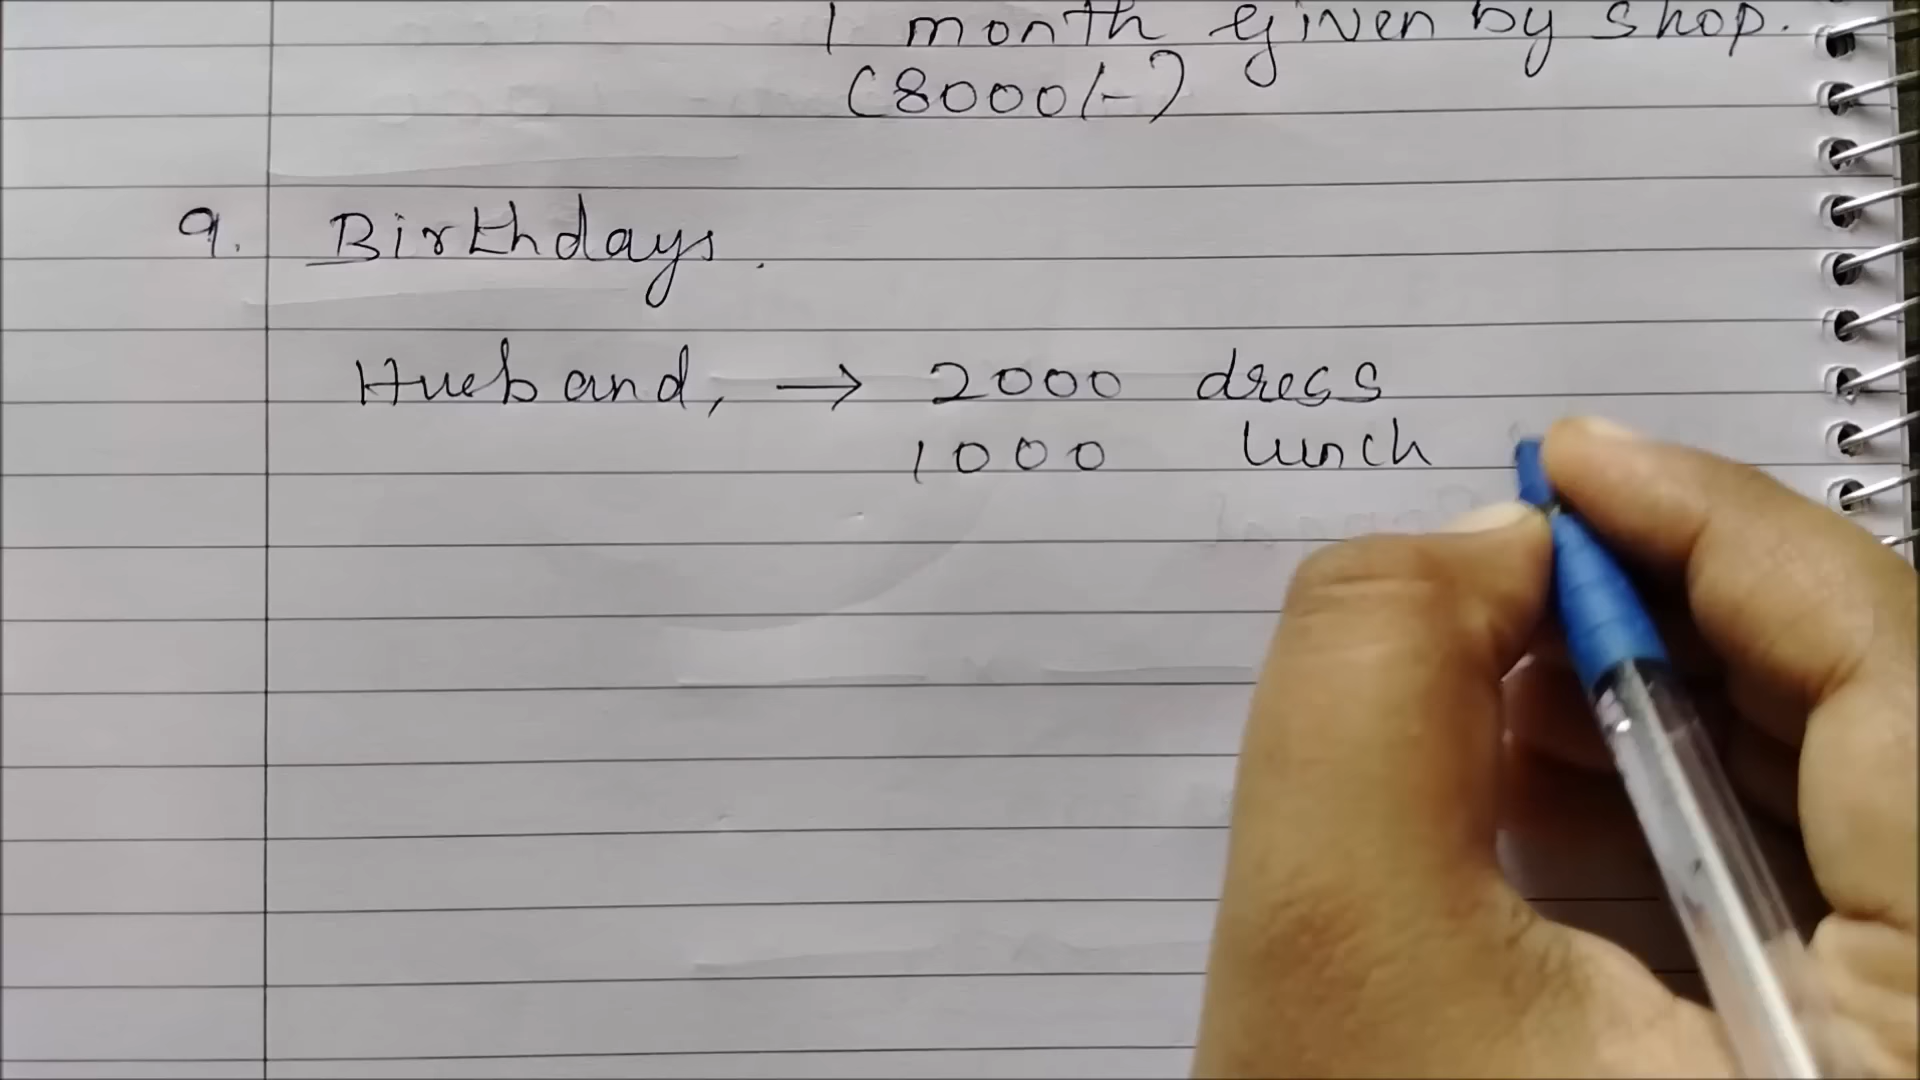 1 month given by shop.
(8000/-)
9. Birthdays.
Husband, → 2000 dress
1000 lunch